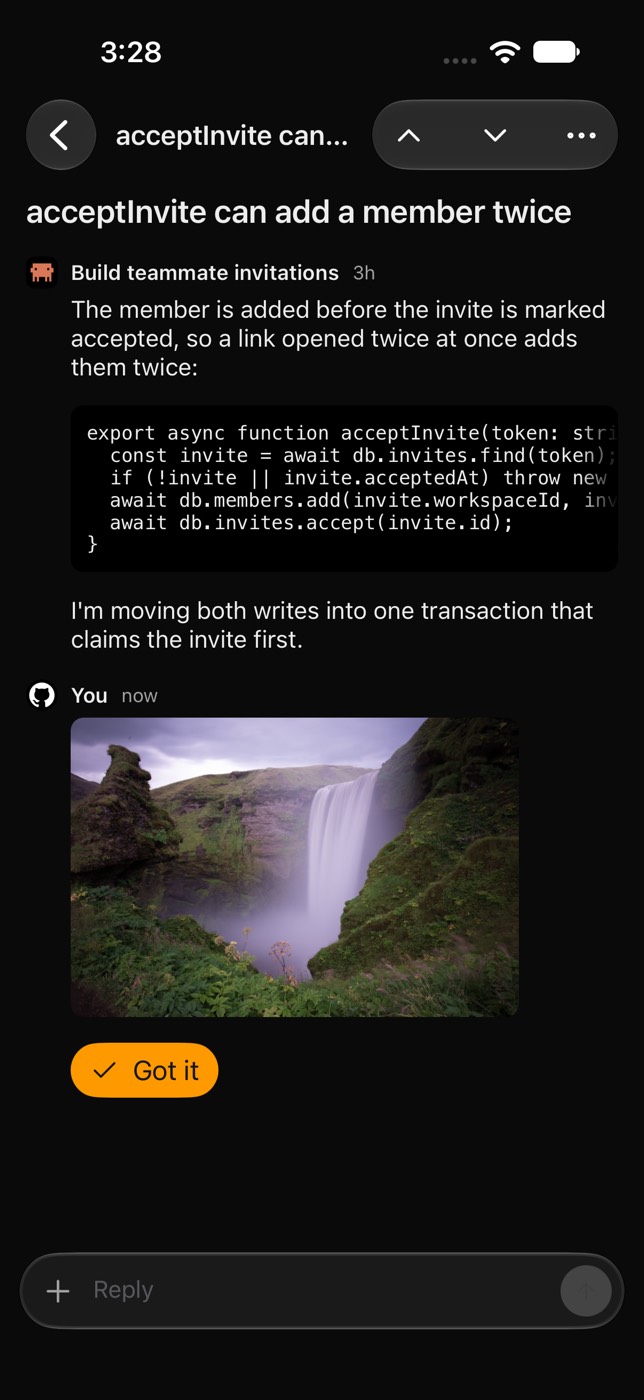 3:28
acceptInvite can...
acceptInvite can add a member twice
Build teammate invitations 3h
The member is added before the invite is marked
accepted, so a link opened twice at once adds
them twice:
export async function acceptInvite(token: stri
const invite = await db.invites.find(token);
if (!invite || invite.acceptedAt) throw new
await db.members.add(invite.workspaceId, inv
await db.invites.accept(invite.id);
}
I'm moving both writes into one transaction that
claims the invite first.
You now
Got it
Reply